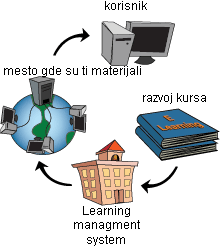 korisnik
mesto gde su ti materijali
razvoj kursa
E
Learning
Learning
managment
system